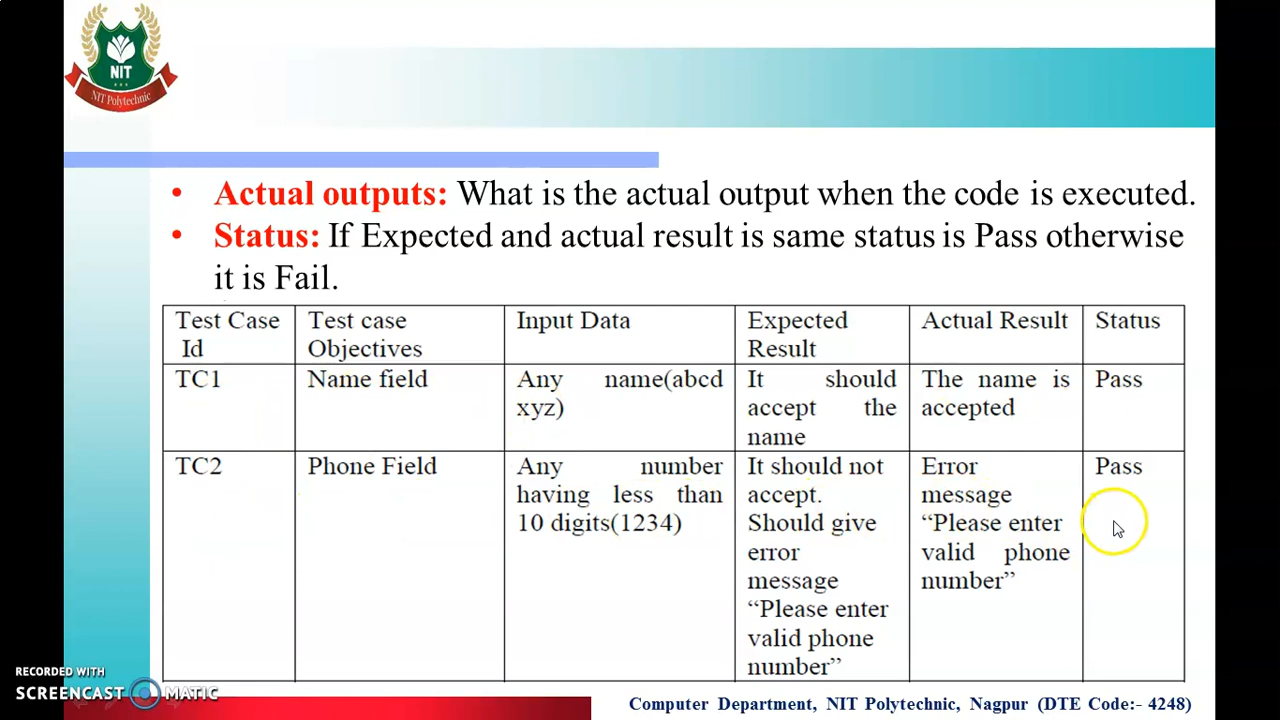 NIT
NIT Polytechnic
• Actual outputs: What is the actual output when the code is executed.
• Status: If Expected and actual result is same status is Pass otherwise
it is Fail.
Test Case Id | Test case Objectives | Input Data | Expected Result | Actual Result | Status
TC1 | Name field | Any name(abcd xyz) | It should accept the name | The name is accepted | Pass
TC2 | Phone Field | Any number having less than 10 digits(1234) | It should not accept. Should give error message “Please enter valid phone number” | Error message “Please enter valid phone number” | Pass
RECORDED WITH
SCREENCAST MATIC
Computer Department, NIT Polytechnic, Nagpur (DTE Code:- 4248)